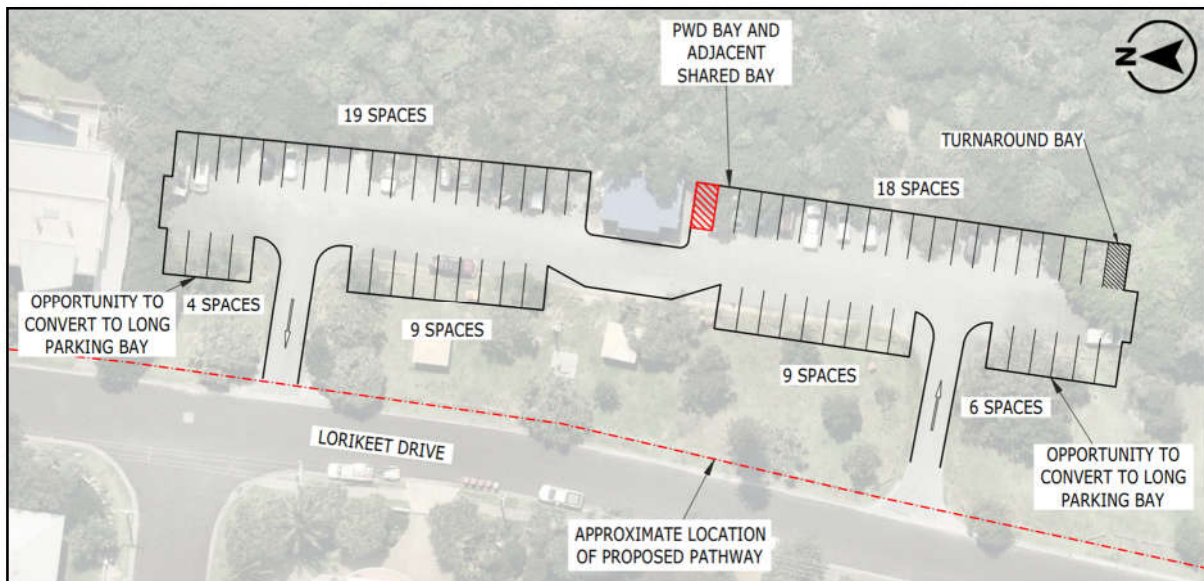 PWD BAY AND
ADJACENT
SHARED BAY
N
19 SPACES
TURNAROUND BAY
18 SPACES
OPPORTUNITY TO
CONVERT TO LONG
PARKING BAY
4 SPACES
9 SPACES
9 SPACES
6 SPACES
LORIKEET DRIVE
OPPORTUNITY TO
CONVERT TO LONG
PARKING BAY
APPROXIMATE LOCATION
OF PROPOSED PATHWAY